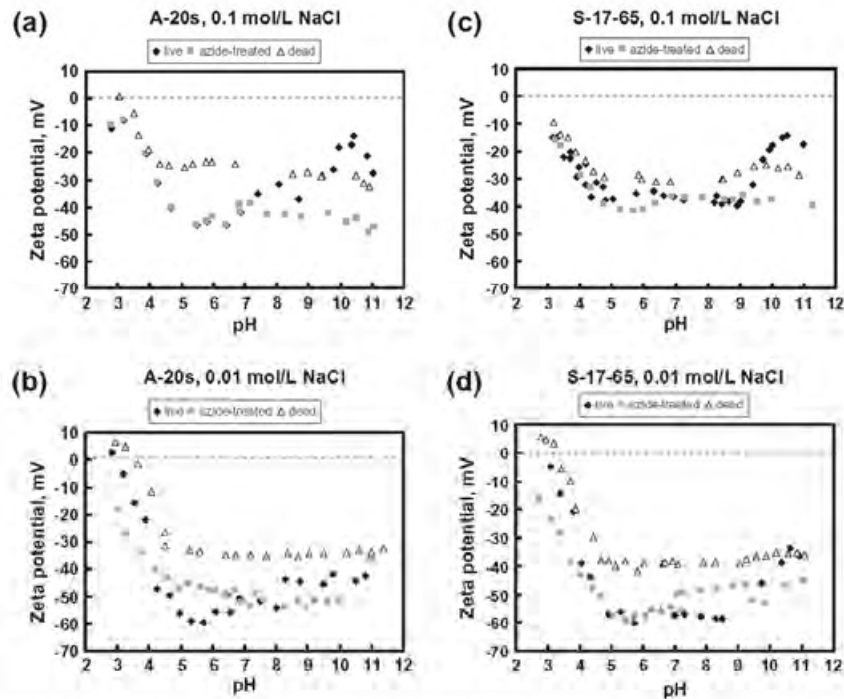 (a)
A-20s, 0.1 mol/L NaCl
live azide-treated dead
10
0
-10
-20
-30
-40
-50
-60
-70
Zeta potential, mV
2 3 4 5 6 7 8 9 10 11 12
pH
(c)
S-17-65, 0.1 mol/L NaCl
live azide-treated dead
10
0
-10
-20
-30
-40
-50
-60
-70
Zeta potential, mV
2 3 4 5 6 7 8 9 10 11 12
pH
(b)
A-20s, 0.01 mol/L NaCl
live azide-treated dead
10
0
-10
-20
-30
-40
-50
-60
-70
Zeta potential, mV
2 3 4 5 6 7 8 9 10 11 12
pH
(d)
S-17-65, 0.01 mol/L NaCl
live azide-treated dead
10
0
-10
-20
-30
-40
-50
-60
-70
Zeta potential, mV
2 3 4 5 6 7 8 9 10 11 12
pH